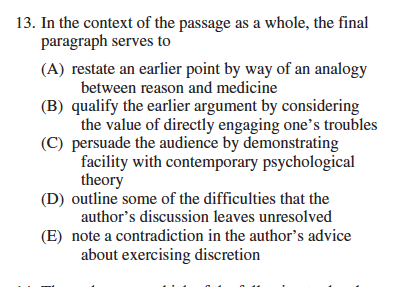 13. In the context of the passage as a whole, the final
paragraph serves to
(A) restate an earlier point by way of an analogy
between reason and medicine
(B) qualify the earlier argument by considering
the value of directly engaging one's troubles
(C) persuade the audience by demonstrating
facility with contemporary psychological
theory
(D) outline some of the difficulties that the
author's discussion leaves unresolved
(E) note a contradiction in the author's advice
about exercising discretion